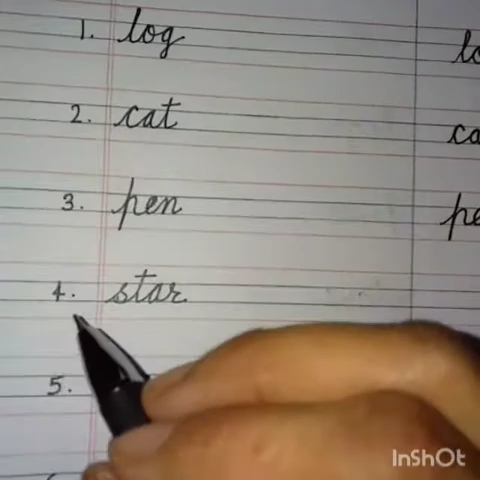 1. log
2. cat
3. pen
4. star
5.
InShOt